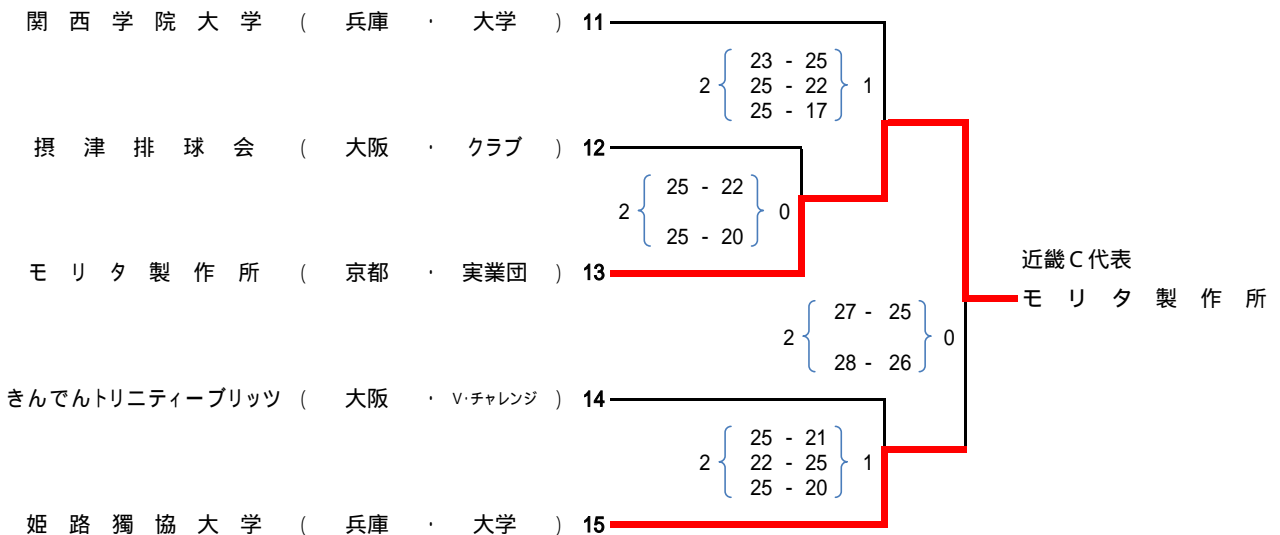 関西学院大学 ( 兵庫 ・ 大学 ) 11
2 23 - 25 1
25 - 22
25 - 17
摂津排球会 ( 大阪 ・ クラブ ) 12
2 25 - 22 0
25 - 20
モリタ製作所 ( 京都 ・ 実業団 ) 13
近畿C代表
モリタ製作所
2 27 - 25 0
28 - 26
きんでんトリニティーブリッツ ( 大阪 ・ V・チャレンジ ) 14
2 25 - 21 1
22 - 25
25 - 20
姫路獨協大学 ( 兵庫 ・ 大学 ) 15